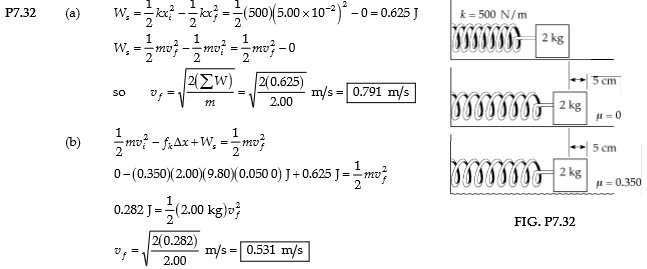 P7.32 (a) W_s = 1/2 kx_i^2 − 1/2 kx_f^2 = 1/2 (500)(5.00 × 10^−2)^2 − 0 = 0.625 J
W_s = 1/2 mv_f^2 − 1/2 mv_i^2 = 1/2 mv_f^2 − 0
so v_f = √(2(∑W)/m) = √(2(0.625)/2.00) m/s = 0.791 m/s
(b) 1/2 mv_i^2 − f_kΔx + W_s = 1/2 mv_f^2
0 − (0.350)(2.00)(9.80)(0.050 0) J + 0.625 J = 1/2 mv_f^2
0.282 J = 1/2 (2.00 kg)v_f^2
v_f = √(2(0.282)/2.00) m/s = 0.531 m/s
k = 500 N/m
2 kg
5 cm
2 kg
μ = 0
5 cm
2 kg
μ = 0.350
FIG. P7.32